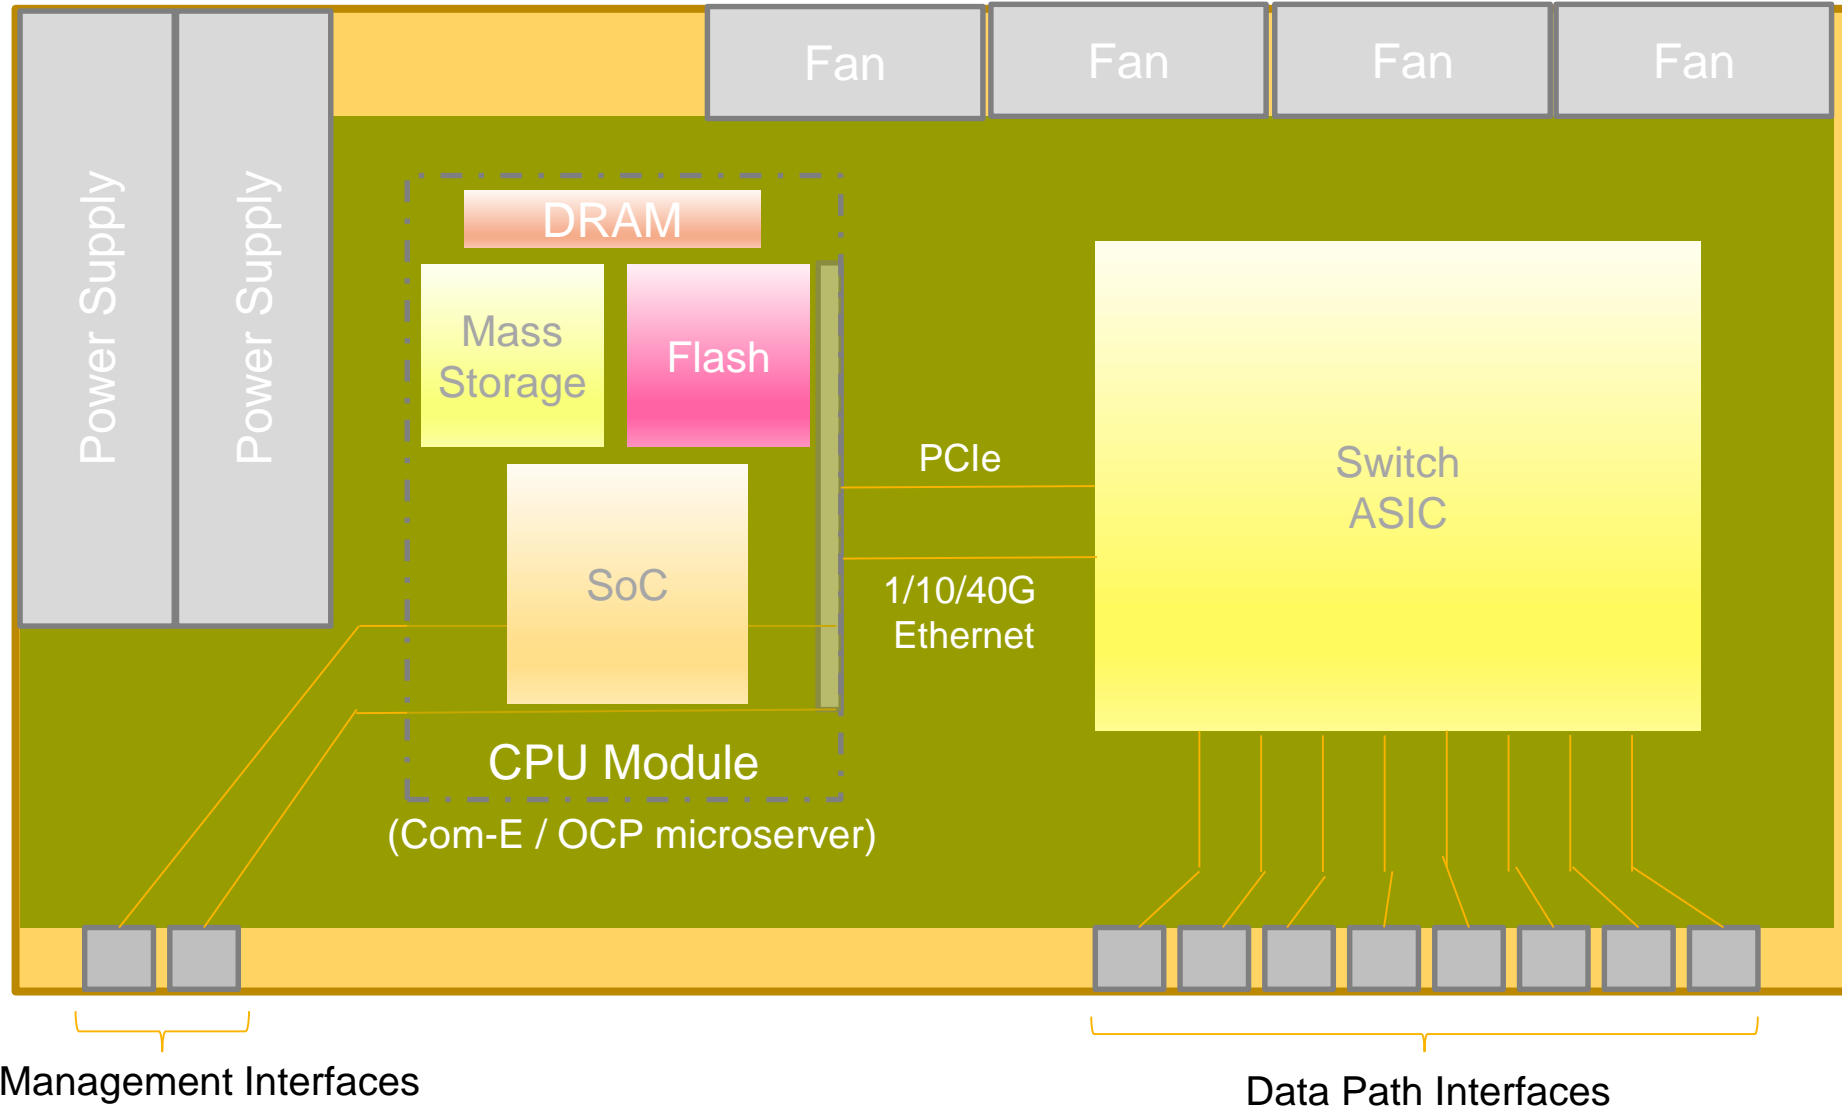 Fan
Fan
Fan
Fan
Power Supply
Power Supply
DRAM
Mass
Storage
Flash
SoC
PCIe
1/10/40G
Ethernet
Switch
ASIC
CPU Module
(Com-E / OCP microserver)
Management Interfaces
Data Path Interfaces